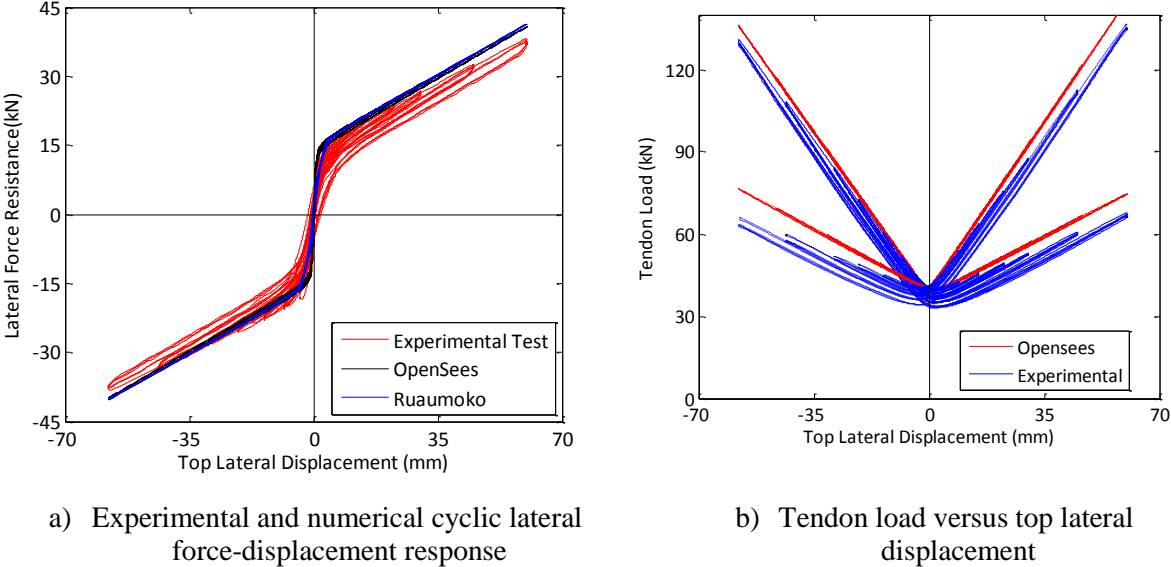 45
30
15
0
-15
-30
-45
-70
-35
0
35
70
Lateral Force Resistance(kN)
Top Lateral Displacement (mm)
Experimental Test
OpenSees
Ruaumoko
120
90
60
30
0
-70
-35
0
35
70
Tendon Load (kN)
Top Lateral Displacement (mm)
Opensees
Experimental
a) Experimental and numerical cyclic lateral
force-displacement response
b) Tendon load versus top lateral
displacement